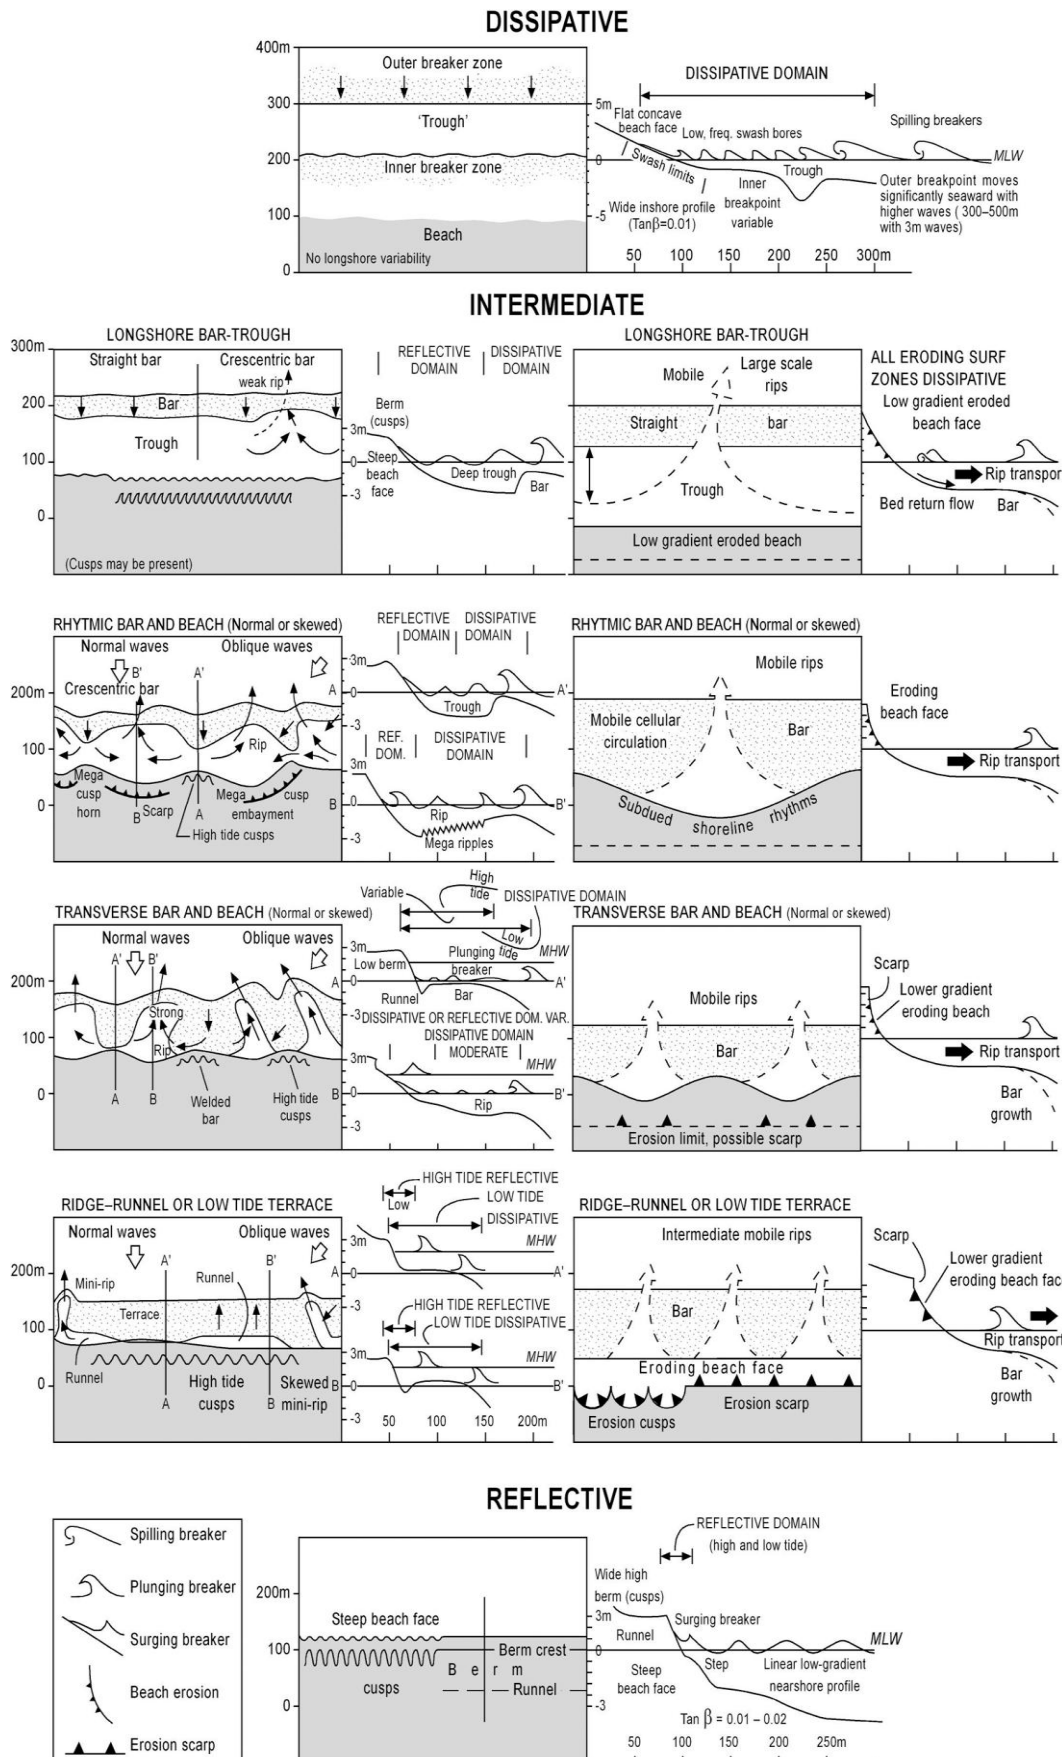 DISSIPATIVE
400m
300
200
100
0
Outer breaker zone
'Trough'
Inner breaker zone
Beach
No longshore variability
DISSIPATIVE DOMAIN
5m
0
-5
Flat concave
beach face
Low, freq. swash bores
Spilling breakers
MLW
Swash limits
Trough
Inner
breakpoint
variable
Wide inshore profile
(Tanβ=0.01)
Outer breakpoint moves
significantly seaward with
higher waves ( 300–500m
with 3m waves)
50 100 150 200 250 300m
INTERMEDIATE
LONGSHORE BAR-TROUGH
300m
200
100
0
Straight bar
Crescentric bar
weak rip
Bar
Trough
(Cusps may be present)
REFLECTIVE
DOMAIN
DISSIPATIVE
DOMAIN
Berm
(cusps)
3m
0
-3
Steep
beach
face
Deep trough
Bar
LONGSHORE BAR-TROUGH
Mobile
Large scale
rips
Straight
bar
Trough
Low gradient eroded beach
ALL ERODING SURF
ZONES DISSIPATIVE
Low gradient eroded
beach face
Rip transport
Bed return flow
Bar
RHYTMIC BAR AND BEACH (Normal or skewed)
200m
100
0
Normal waves
Oblique waves
B'
A'
Crescentric bar
Rip
Mega
cusp
horn
Scarp
B
A
Mega
cusp
embayment
High tide cusps
REFLECTIVE
DOMAIN
DISSIPATIVE
DOMAIN
3m
A 0
-3
A'
Trough
REF.
DOM.
DISSIPATIVE
DOMAIN
3m
B 0
-3
B'
Rip
Mega ripples
RHYTMIC BAR AND BEACH (Normal or skewed)
Mobile rips
Mobile cellular
circulation
Bar
Subdued shoreline rhythms
Eroding
beach face
Rip transport
TRANSVERSE BAR AND BEACH (Normal or skewed)
200m
100
0
Normal waves
Oblique waves
A' B'
Strong
Rip
A
B
Welded
bar
High tide
cusps
Variable
High
tide
DISSIPATIVE DOMAIN
Low
tide
3m
A 0
-3
Low berm
Plunging
breaker
MHW
A'
Runnel
Bar
DISSIPATIVE OR REFLECTIVE DOM. VAR.
DISSIPATIVE DOMAIN
MODERATE
3m
B 0
-3
MHW
B'
Rip
TRANSVERSE BAR AND BEACH (Normal or skewed)
Mobile rips
Bar
Erosion limit, possible scarp
Scarp
Lower gradient
eroding beach
Rip transport
Bar
growth
RIDGE–RUNNEL OR LOW TIDE TERRACE
200m
100
0
Normal waves
Oblique waves
A'
B'
Mini-rip
Runnel
Terrace
Runnel
High tide
cusps
Skewed
mini-rip
A
B
HIGH TIDE REFLECTIVE
Low
LOW TIDE
DISSIPATIVE
3m
A 0
-3
MHW
A'
HIGH TIDE REFLECTIVE
LOW TIDE DISSIPATIVE
3m
B 0
-3
MHW
B'
50 100 150 200m
RIDGE–RUNNEL OR LOW TIDE TERRACE
Intermediate mobile rips
Bar
Eroding beach face
Erosion cusps
Erosion scarp
Scarp
Lower gradient
eroding beach fac
Rip transport
Bar
growth
REFLECTIVE
Spilling breaker
Plunging breaker
Surging breaker
Beach erosion
Erosion scarp
200m
100
0
Steep beach face
cusps
Berm crest
Berm
Runnel
REFLECTIVE DOMAIN
(high and low tide)
Wide high
berm (cusps)
3m
0
-3
Surging breaker
Runnel
MLW
Steep
beach face
Step
Linear low-gradient
nearshore profile
Tan β = 0.01 – 0.02
50 100 150 200 250m